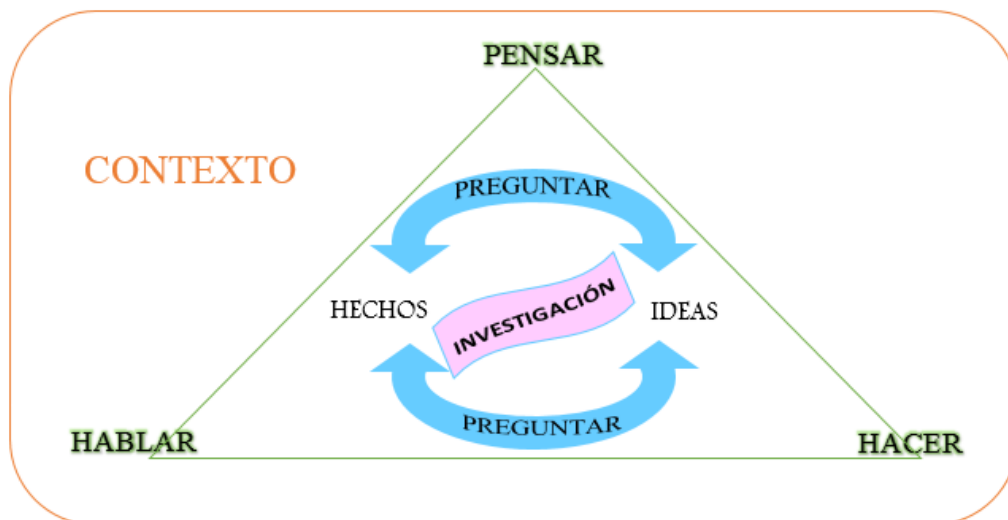 PENSAR
CONTEXTO
PREGUNTAR
HECHOS
INVESTIGACIÓN
IDEAS
PREGUNTAR
HABLAR
HACER